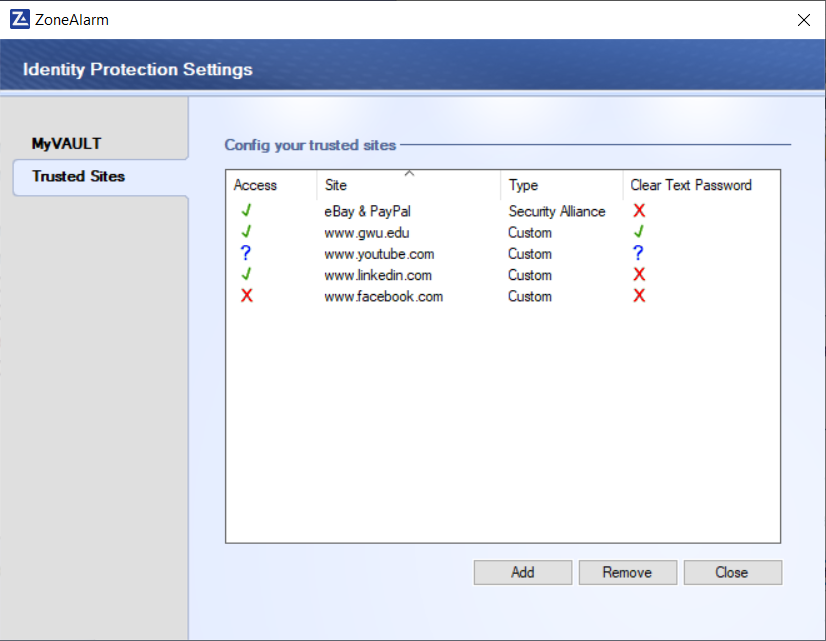 ZoneAlarm
Identity Protection Settings
MyVAULT
Trusted Sites
Config your trusted sites
Access Site Type Clear Text Password
eBay & PayPal Security Alliance
www.gwu.edu Custom
? www.youtube.com Custom ?
www.linkedin.com Custom
www.facebook.com Custom
Add Remove Close